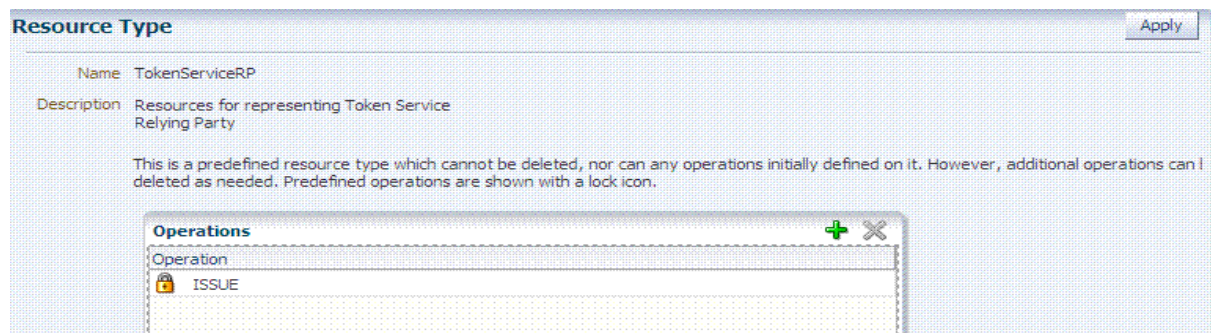 Resource Type
Apply
Name TokenServiceRP
Description Resources for representing Token Service
Relying Party
This is a predefined resource type which cannot be deleted, nor can any operations initially defined on it. However, additional operations can
deleted as needed. Predefined operations are shown with a lock icon.
Operations
Operation
ISSUE